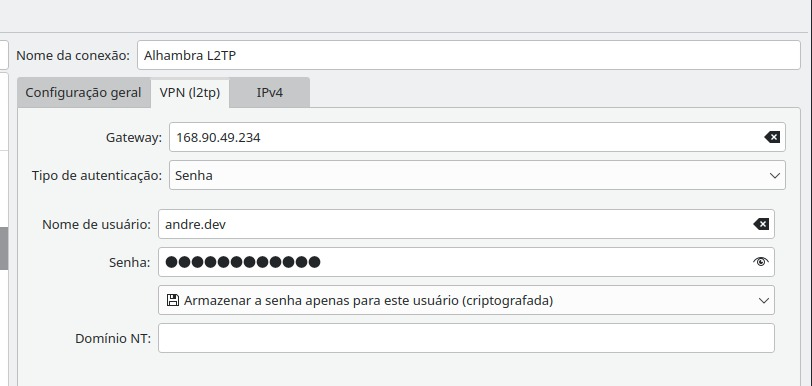 Nome da conexão: Alhambra L2TP
Configuração geral VPN (l2tp) IPv4
Gateway: 168.90.49.234
Tipo de autenticação: Senha
Nome de usuário: andre.dev
Senha: ●●●●●●●●●●●●
Armazenar a senha apenas para este usuário (criptografada)
Domínio NT: